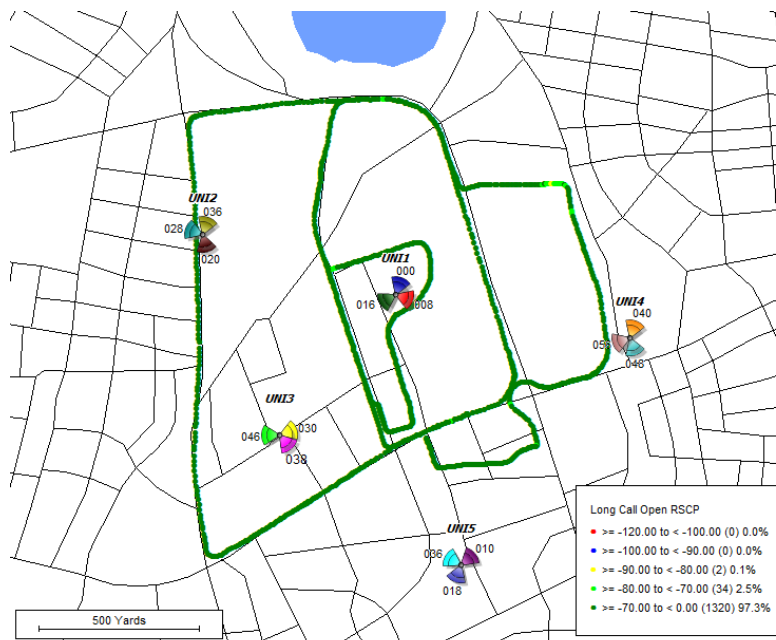 UNI2
036
028
020
UNI1
000
016
008
UNI4
040
048
UNI3
030
046
038
UNI5
010
036
018
Long Call Open RSCP
>= -120.00 to < -100.00 (0) 0.0%
>= -100.00 to < -90.00 (0) 0.0%
>= -90.00 to < -80.00 (2) 0.1%
>= -80.00 to < -70.00 (34) 2.5%
>= -70.00 to < 0.00 (1320) 97.3%
500 Yards